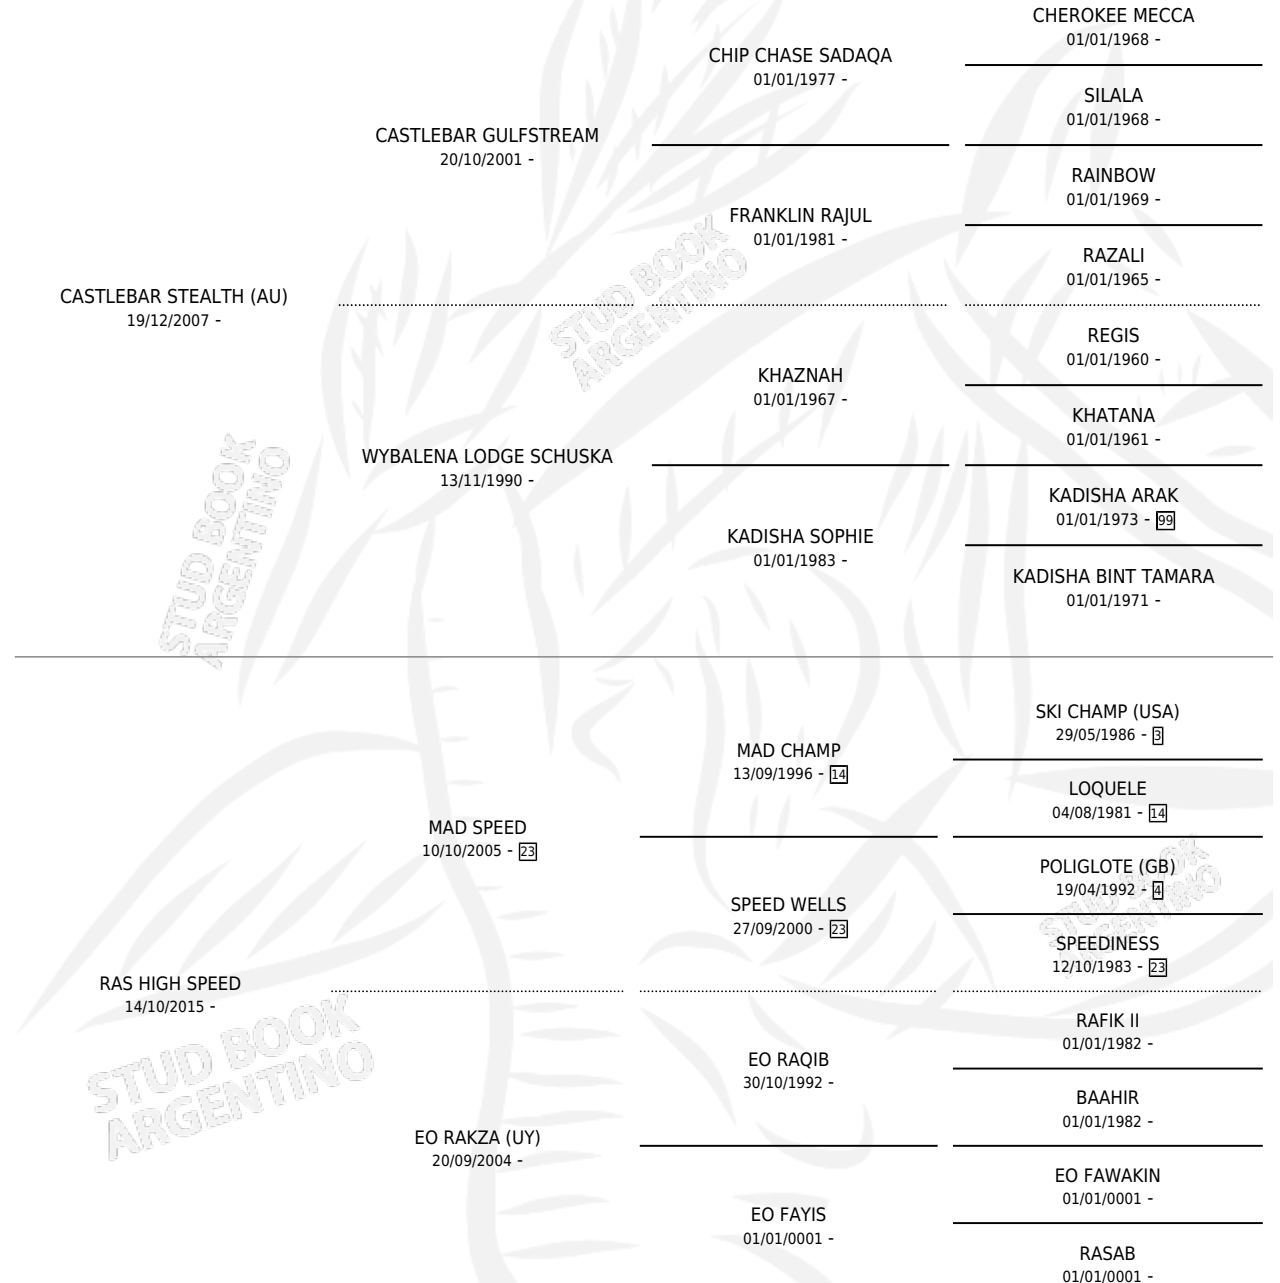 CHEROKEE MECCA
01/01/1968 -
CHIP CHASE SADAQA
01/01/1977 -
SILALA
01/01/1968 -
CASTLEBAR GULFSTREAM
20/10/2001 -
RAINBOW
01/01/1969 -
FRANKLIN RAJUL
01/01/1981 -
RAZALI
01/01/1965 -
CASTLEBAR STEALTH (AU)
19/12/2007 -
REGIS
01/01/1960 -
KHAZNAH
01/01/1967 -
KHATANA
01/01/1961 -
WYBALENA LODGE SCHUSKA
13/11/1990 -
KADISHA ARAK
01/01/1973 - 99
KADISHA SOPHIE
01/01/1983 -
KADISHA BINT TAMARA
01/01/1971 -
SKI CHAMP (USA)
29/05/1986 - 3
MAD CHAMP
13/09/1996 - 14
LOQUELE
04/08/1981 - 14
MAD SPEED
10/10/2005 - 23
POLIGLOTE (GB)
19/04/1992 - 4
SPEED WELLS
27/09/2000 - 23
SPEEDINESS
12/10/1983 - 23
RAS HIGH SPEED
14/10/2015 -
RAFIK II
01/01/1982 -
EO RAQIB
30/10/1992 -
BAAHIR
01/01/1982 -
EO RAKZA (UY)
20/09/2004 -
EO FAWAKIN
01/01/0001 -
EO FAYIS
01/01/0001 -
RASAB
01/01/0001 -
STUD BOOK
ARGENTINO
STUD BOOK
ARGENTINO
STUD BOOK
ARGENTINO
STUD BOOK
ARGENTINO